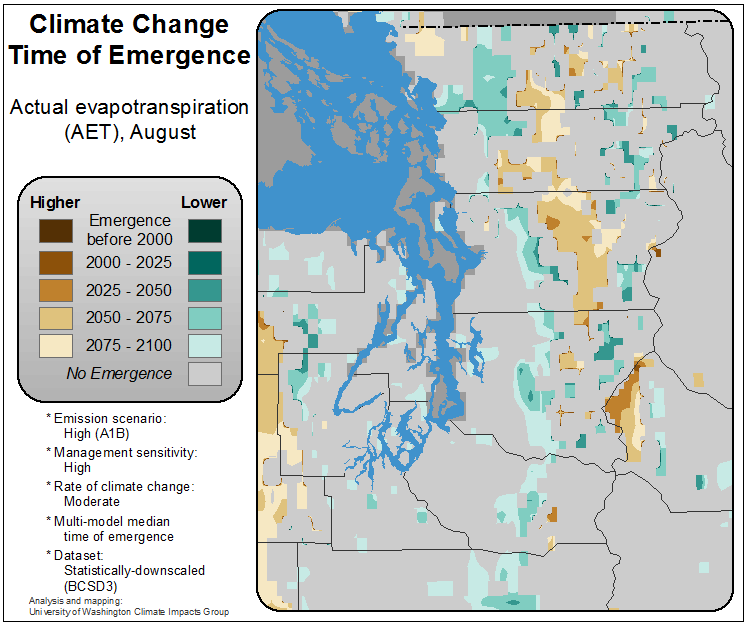 Climate Change
Time of Emergence
Actual evapotranspiration
(AET), August
Higher
Lower
Emergence
before 2000
2000 - 2025
2025 - 2050
2050 - 2075
2075 - 2100
No Emergence
* Emission scenario:
High (A1B)
* Management sensitivity:
High
* Rate of climate change:
Moderate
* Multi-model median
time of emergence
* Dataset:
Statistically-downscaled
(BCSD3)
Analysis and mapping:
University of Washington Climate Impacts Group